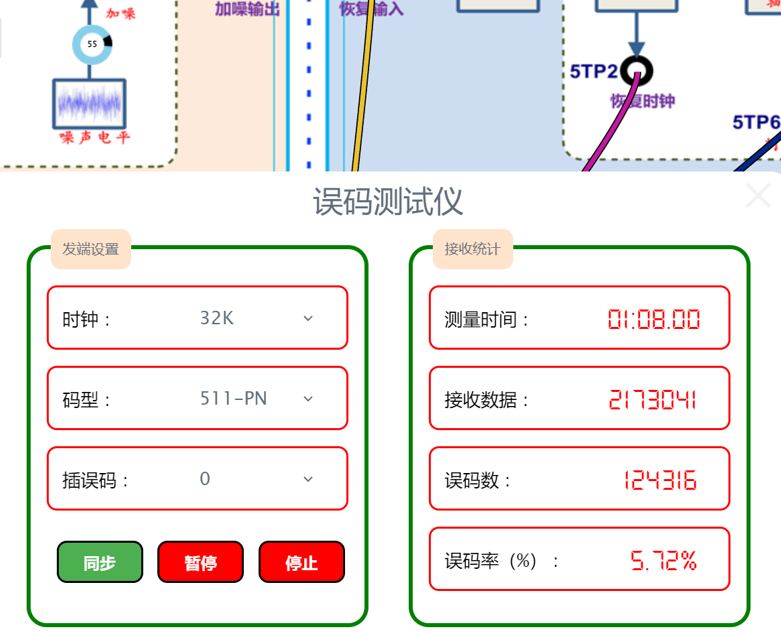 加噪输出
恢复输入
加噪
55
5TP2
恢复时钟
噪声电平
5TP6
误码测试仪
发端设置
时钟：
32K
码型：
511-PN
插误码：
0
同步
暂停
停止
接收统计
测量时间：
01:08.00
接收数据：
2173041
误码数：
124316
误码率（%）：
5.72%